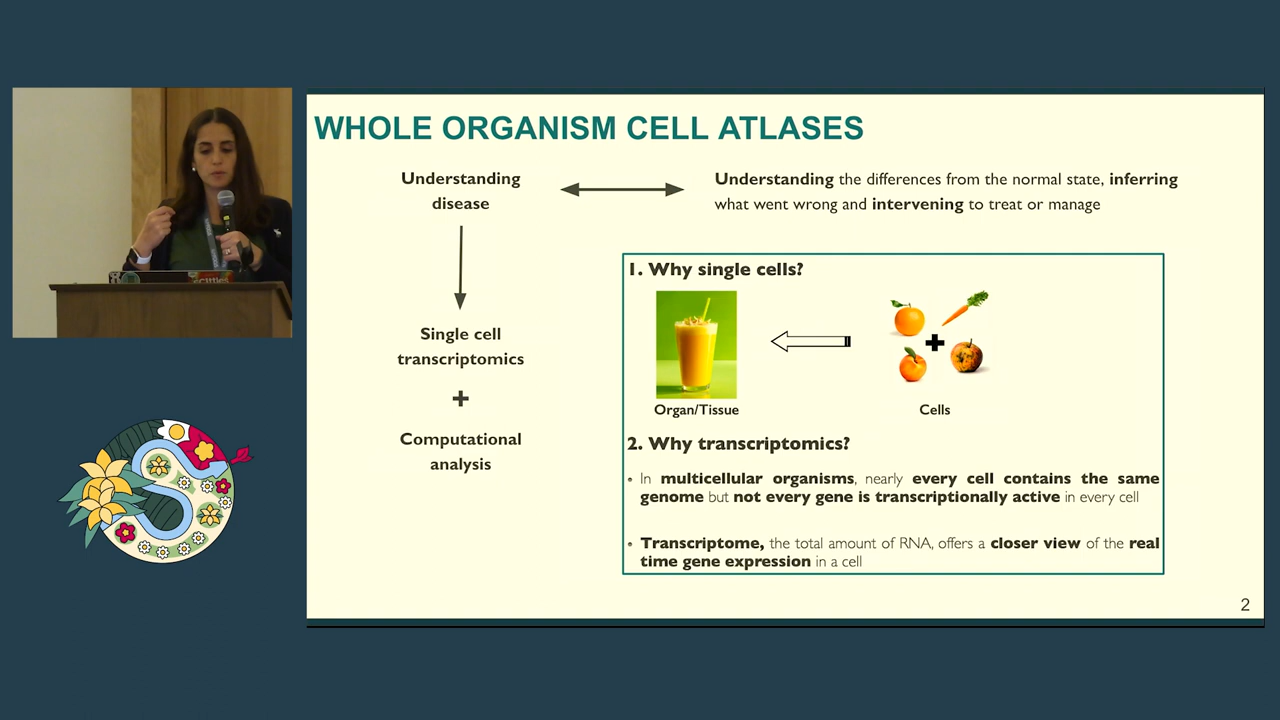 WHOLE ORGANISM CELL ATLASES
Understanding
disease
Understanding the differences from the normal state, inferring
what went wrong and intervening to treat or manage
Single cell
transcriptomics
+
Computational
analysis
1. Why single cells?
Organ/Tissue
Cells
2. Why transcriptomics?
• In multicellular organisms, nearly every cell contains the same
genome but not every gene is transcriptionally active in every cell
• Transcriptome, the total amount of RNA, offers a closer view of the real
time gene expression in a cell
2